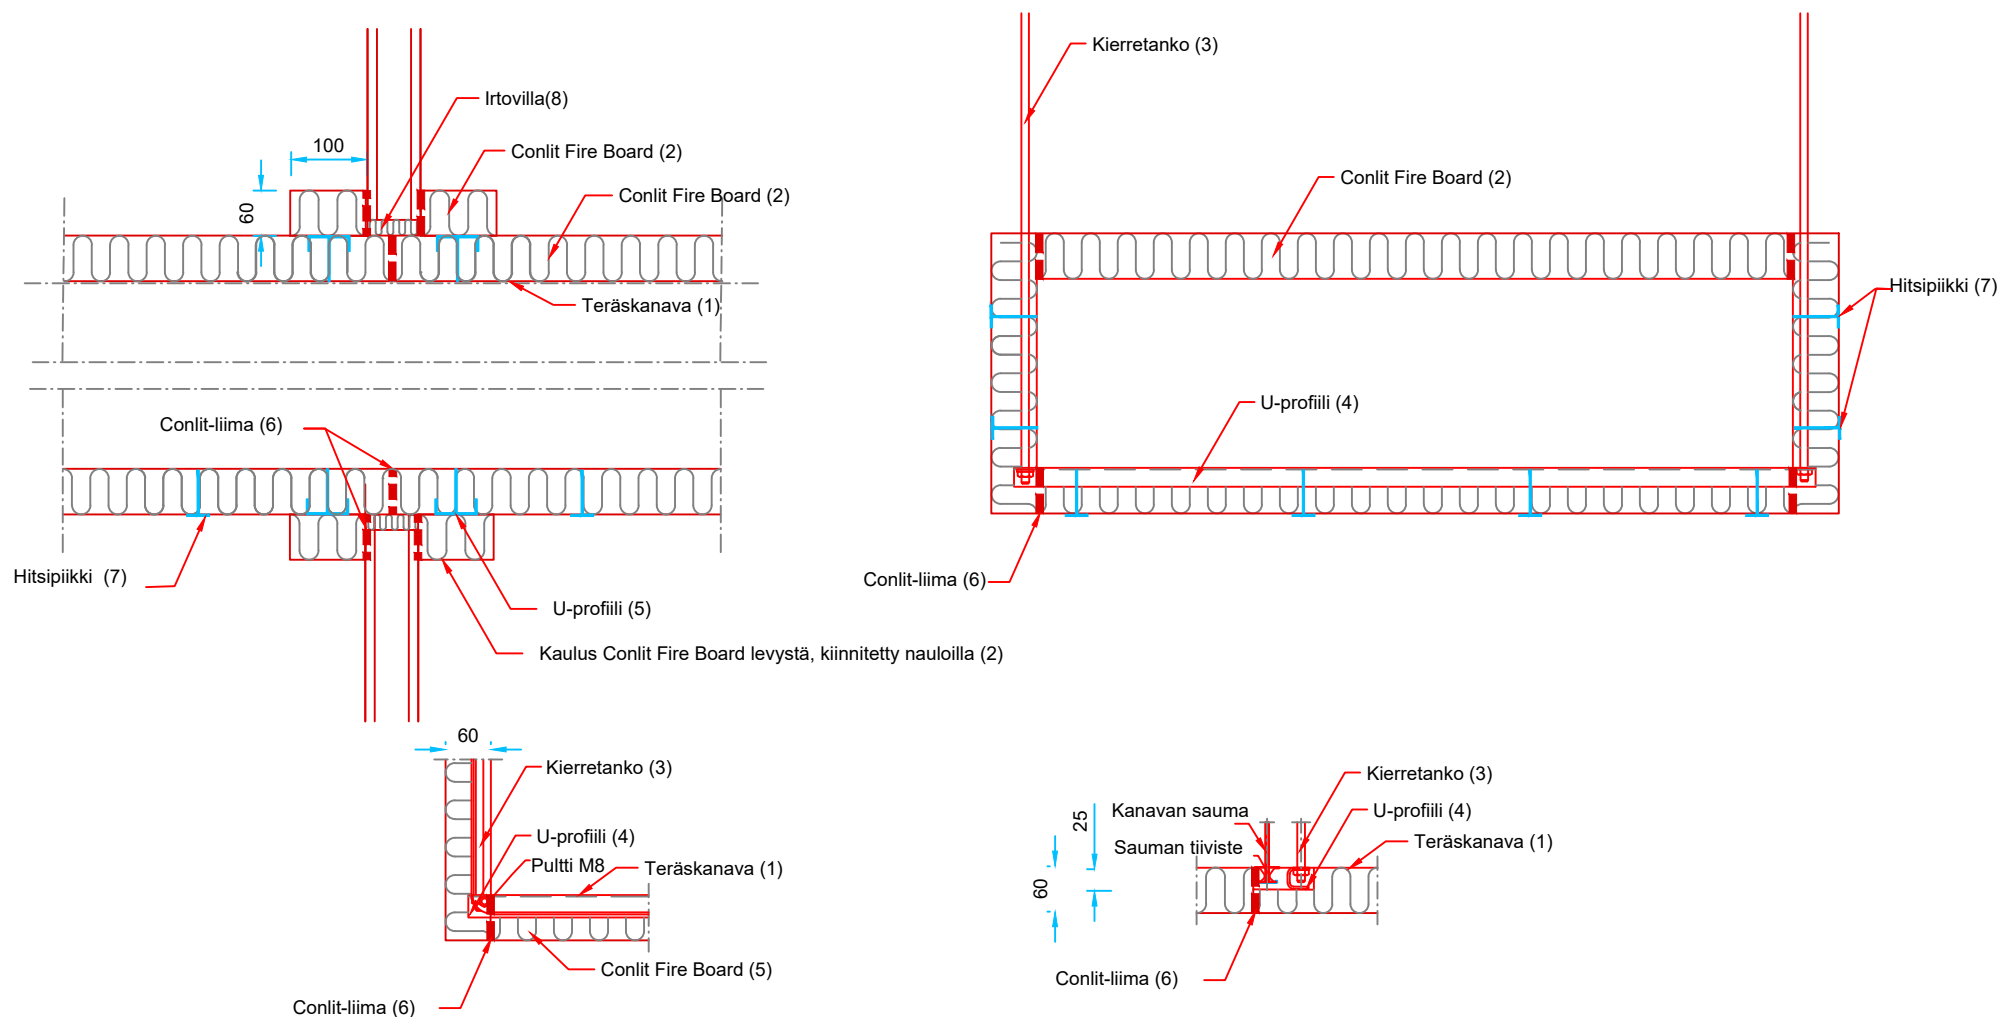 Irtovilla(8)
100
Conlit Fire Board (2)
Conlit Fire Board (2)
60
Teräskanava (1)
Conlit-liima (6)
Hitsipiikki  (7)
U-profiili (5)
Kaulus Conlit Fire Board levystä, kiinnitetty nauloilla (2)
Kierretanko (3)
Conlit Fire Board (2)
Hitsipiikki (7)
U-profiili (4)
Conlit-liima (6)
60
Kierretanko (3)
U-profiili (4)
Pultti M8
Teräskanava (1)
Conlit Fire Board (5)
Conlit-liima (6)
Kierretanko (3)
Kanavan sauma
U-profiili (4)
25
Teräskanava (1)
Sauman tiiviste
60
Conlit-liima (6)